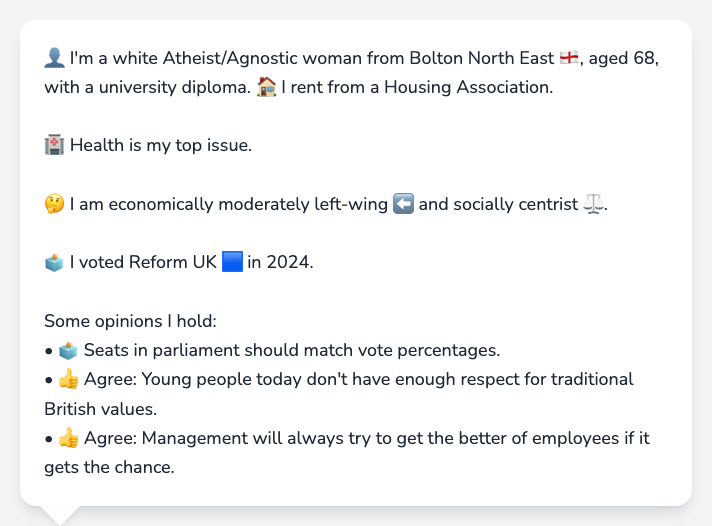 👤 I'm a white Atheist/Agnostic woman from Bolton North East 🏴󠁧󠁢󠁥󠁮󠁧󠁿, aged 68,
with a university diploma. 🏠 I rent from a Housing Association.
🏥 Health is my top issue.
🤔 I am economically moderately left-wing ⬅️ and socially centrist ⚖️.
🗳️ I voted Reform UK 🟦 in 2024.
Some opinions I hold:
• 🗳️ Seats in parliament should match vote percentages.
• 👍 Agree: Young people today don't have enough respect for traditional
British values.
• 👍 Agree: Management will always try to get the better of employees if it
gets the chance.